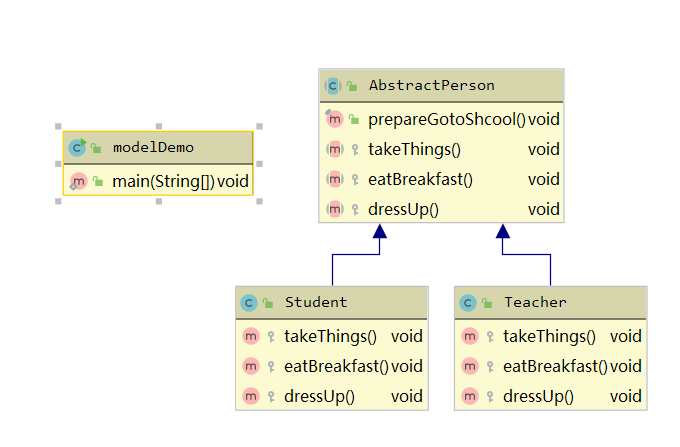 modelDemo
main(String[]) void
AbstractPerson
prepareGotoShcool() void
takeThings() void
eatBreakfast() void
dressUp() void
Student
takeThings() void
eatBreakfast() void
dressUp() void
Teacher
takeThings() void
eatBreakfast() void
dressUp() void